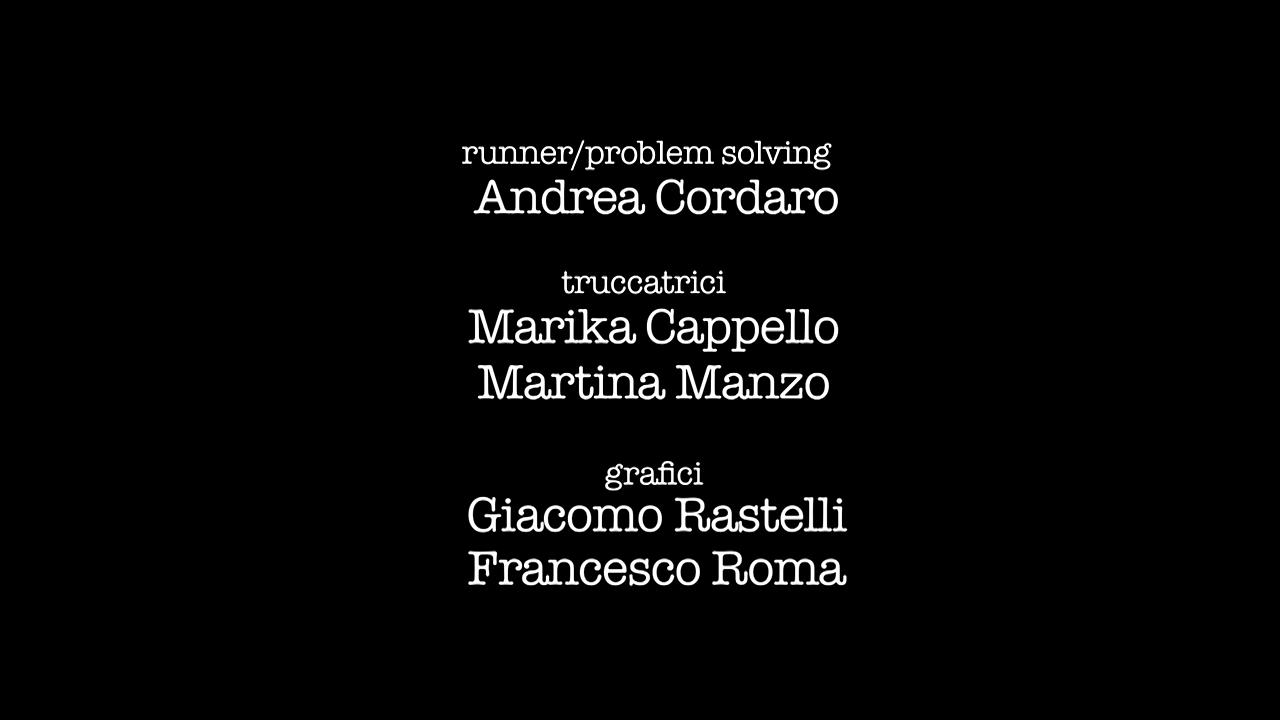 runner/problem solving
Andrea Cordaro
truccatrici
Marika Cappello
Martina Manzo
grafici
Giacomo Rastelli
Francesco Roma